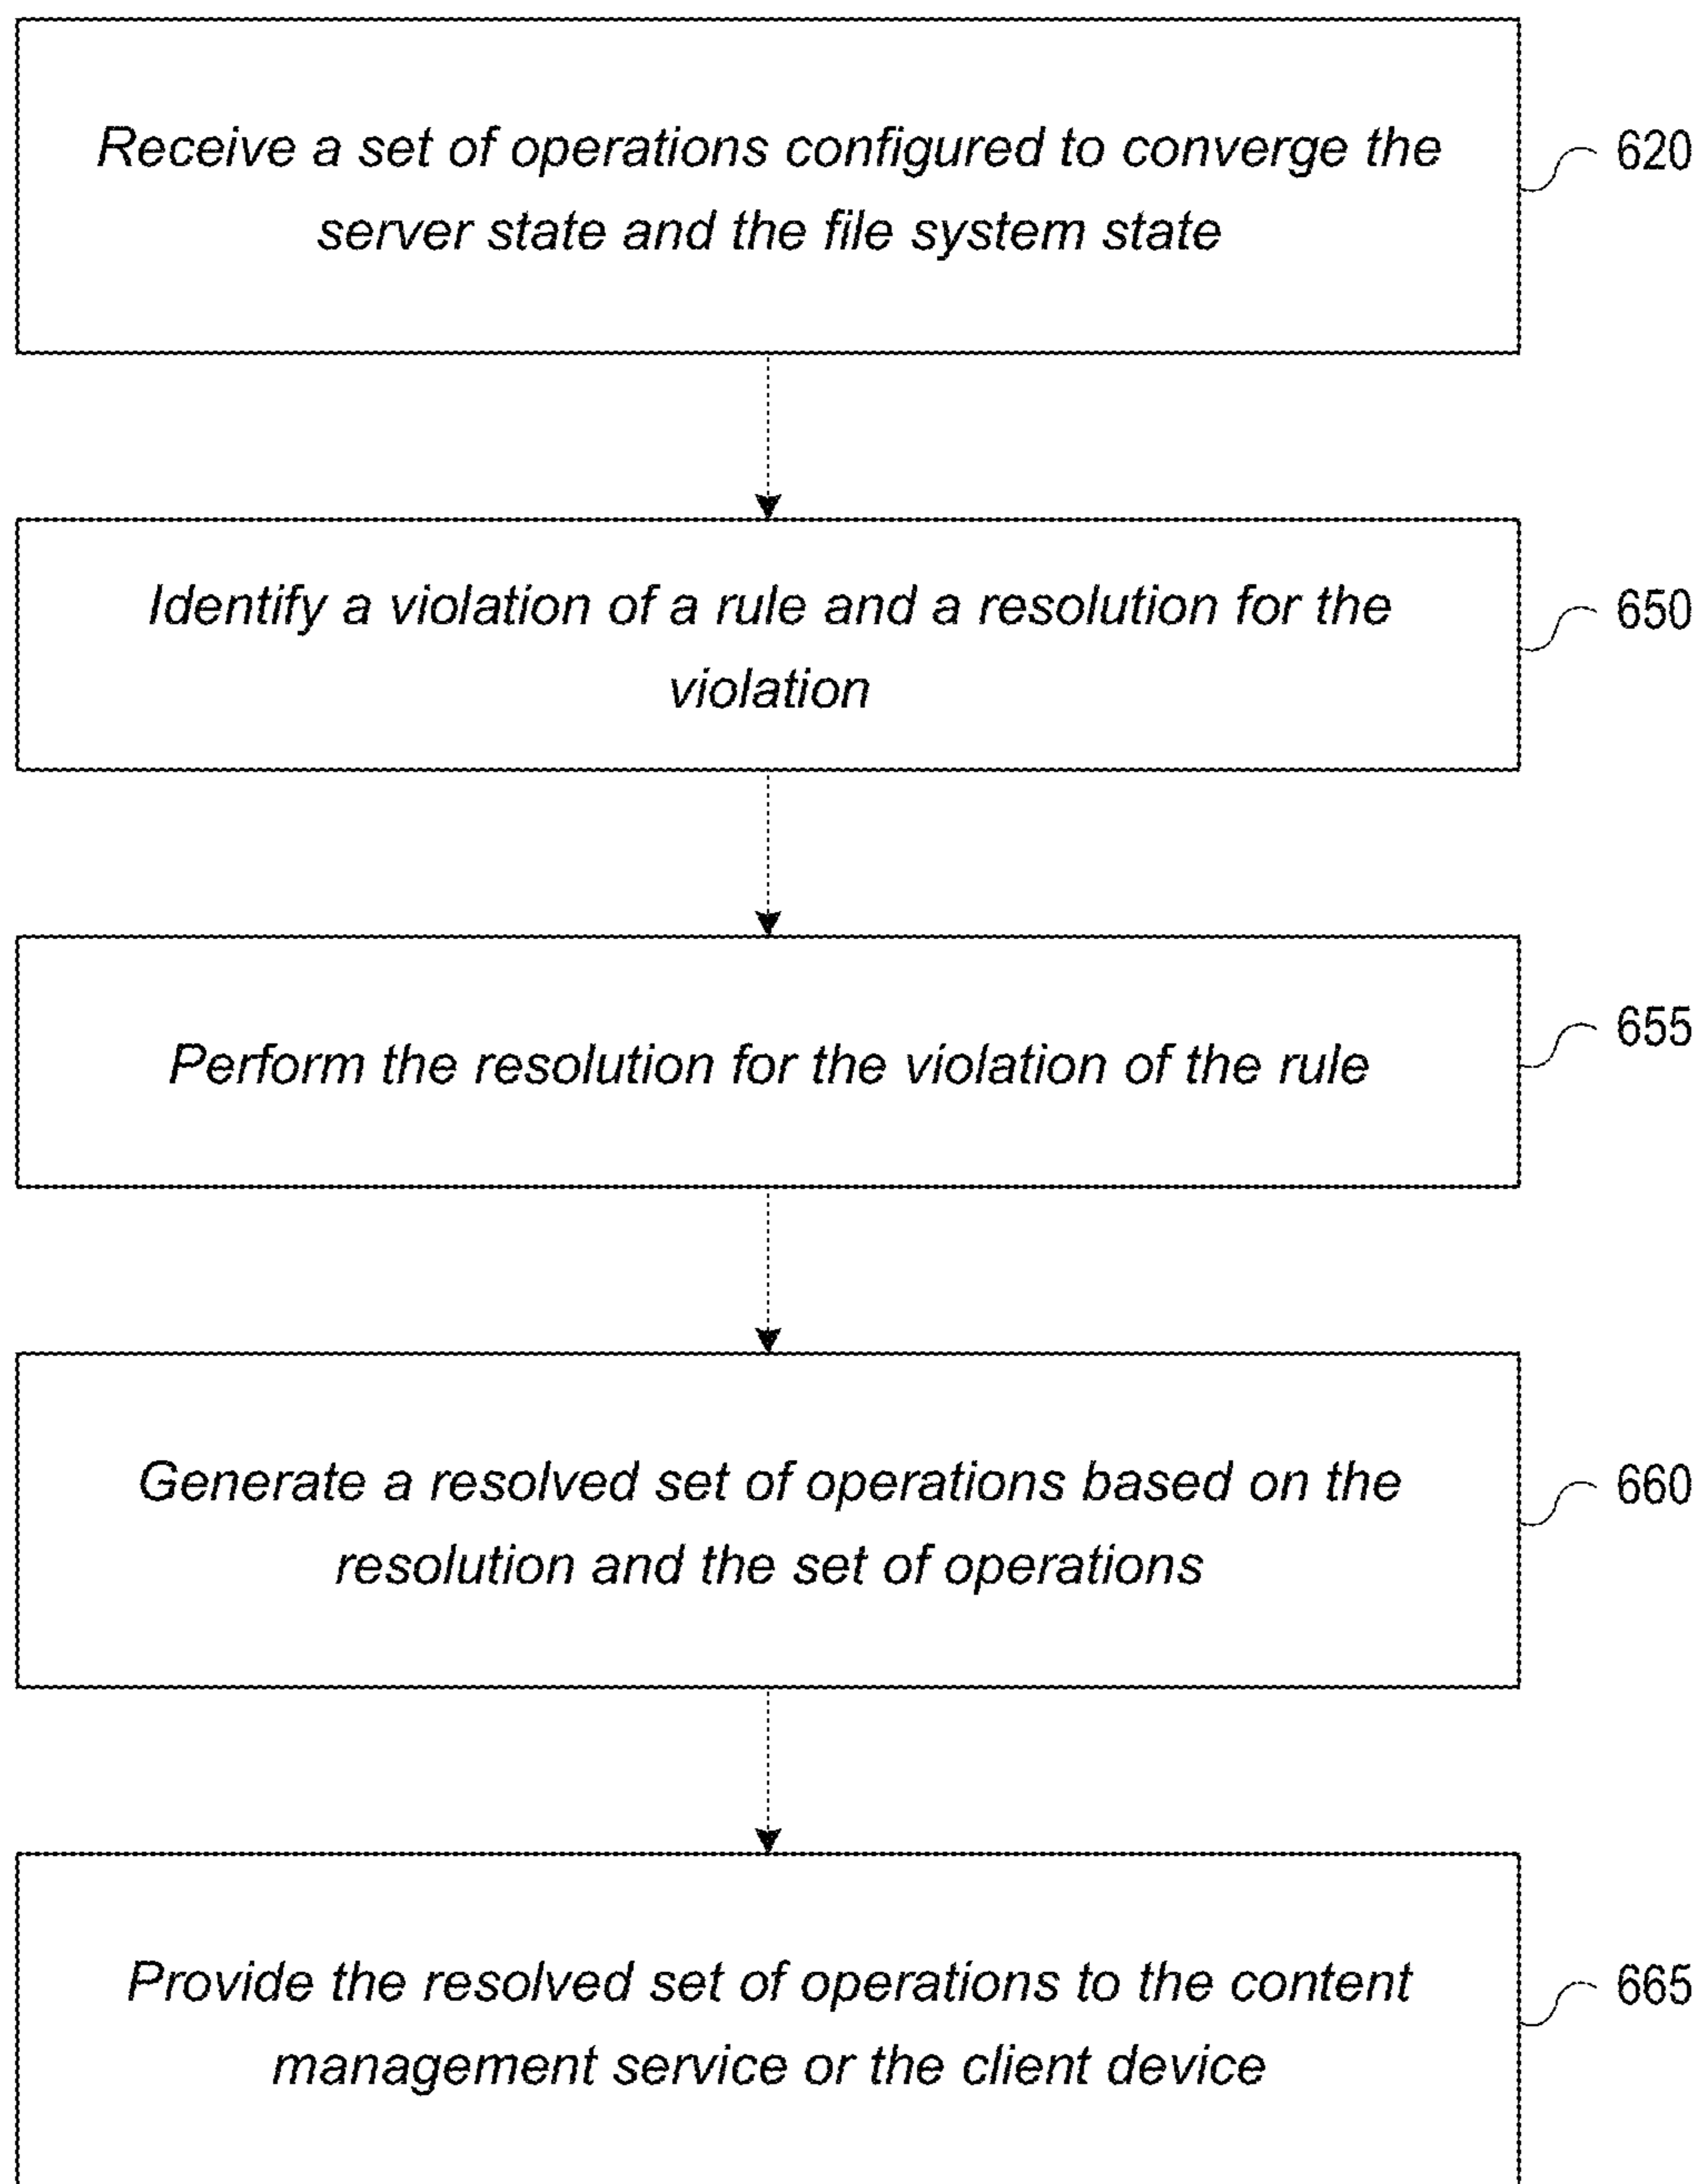 Receive a set of operations configured to converge the
server state and the file system state
620
Identify a violation of a rule and a resolution for the
violation
650
Perform the resolution for the violation of the rule
655
Generate a resolved set of operations based on the
resolution and the set of operations
660
Provide the resolved set of operations to the content
management service or the client device
665